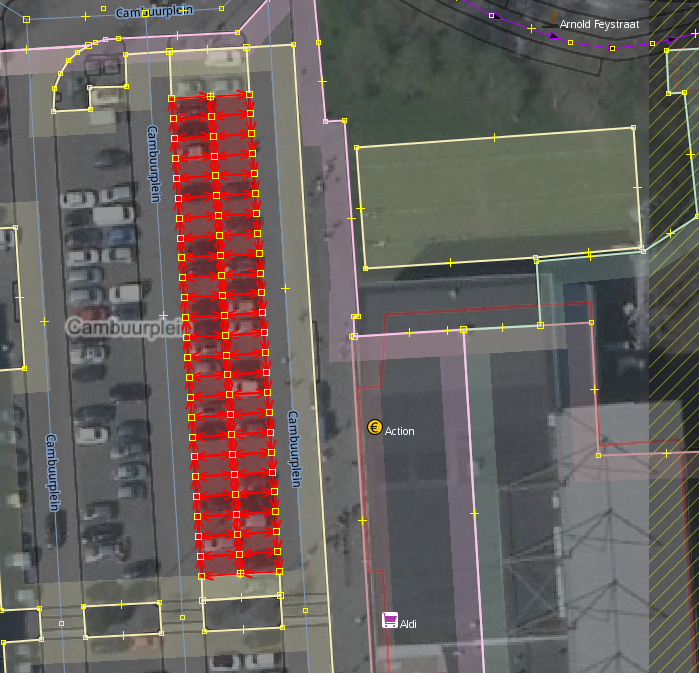 Cambuurplein
Arnold Feystraat
Cambuurplein
Cambuurplein
Cambuurplein
Cambuurplein
€
Action
Aldi